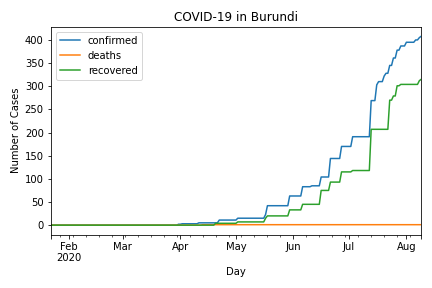 COVID-19 in Burundi
confirmed
deaths
recovered
Number of Cases
400
350
300
250
200
150
100
50
0
Feb Mar Apr May Jun Jul Aug
2020
Day